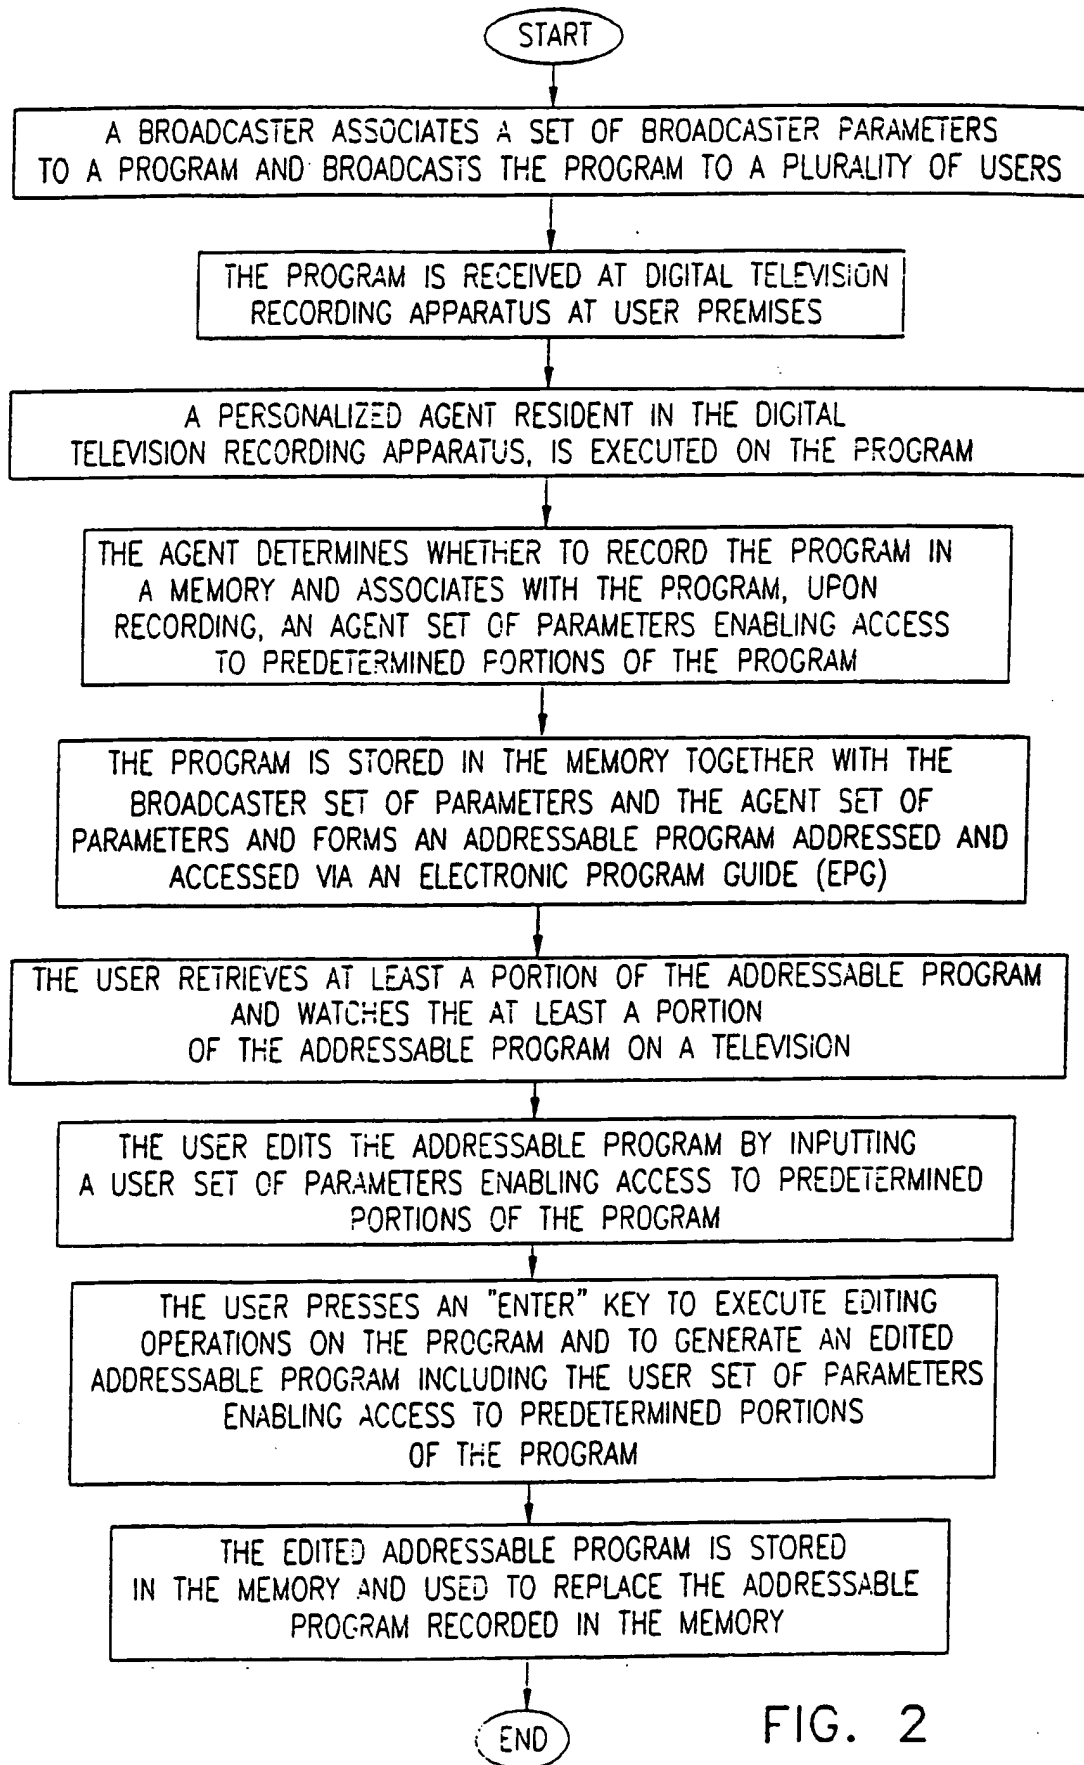 START
A BROADCASTER ASSOCIATES A SET OF BROADCASTER PARAMETERS
TO A PROGRAM AND BROADCASTS THE PROGRAM TO A PLURALITY OF USERS
THE PROGRAM IS RECEIVED AT DIGITAL TELEVISION
RECORDING APPARATUS AT USER PREMISES
A PERSONALIZED AGENT RESIDENT IN THE DIGITAL
TELEVISION RECORDING APPARATUS, IS EXECUTED ON THE PROGRAM
THE AGENT DETERMINES WHETHER TO RECORD THE PROGRAM IN
A MEMORY AND ASSOCIATES WITH THE PROGRAM, UPON
RECORDING, AN AGENT SET OF PARAMETERS ENABLING ACCESS
TO PREDETERMINED PORTIONS OF THE PROGRAM
THE PROGRAM IS STORED IN THE MEMORY TOGETHER WITH THE
BROADCASTER SET OF PARAMETERS AND THE AGENT SET OF
PARAMETERS AND FORMS AN ADDRESSABLE PROGRAM ADDRESSED AND
ACCESSED VIA AN ELECTRONIC PROGRAM GUIDE (EPG)
THE USER RETRIEVES AT LEAST A PORTION OF THE ADDRESSABLE PROGRAM
AND WATCHES THE AT LEAST A PORTION
OF THE ADDRESSABLE PROGRAM ON A TELEVISION
THE USER EDITS THE ADDRESSABLE PROGRAM BY INPUTTING
A USER SET OF PARAMETERS ENABLING ACCESS TO PREDETERMINED
PORTIONS OF THE PROGRAM
THE USER PRESSES AN "ENTER" KEY TO EXECUTE EDITING
OPERATIONS ON THE PROGRAM AND TO GENERATE AN EDITED
ADDRESSABLE PROGRAM INCLUDING THE USER SET OF PARAMETERS
ENABLING ACCESS TO PREDETERMINED PORTIONS
OF THE PROGRAM
THE EDITED ADDRESSABLE PROGRAM IS STORED
IN THE MEMORY AND USED TO REPLACE THE ADDRESSABLE
PROGRAM RECORDED IN THE MEMORY
END
FIG. 2